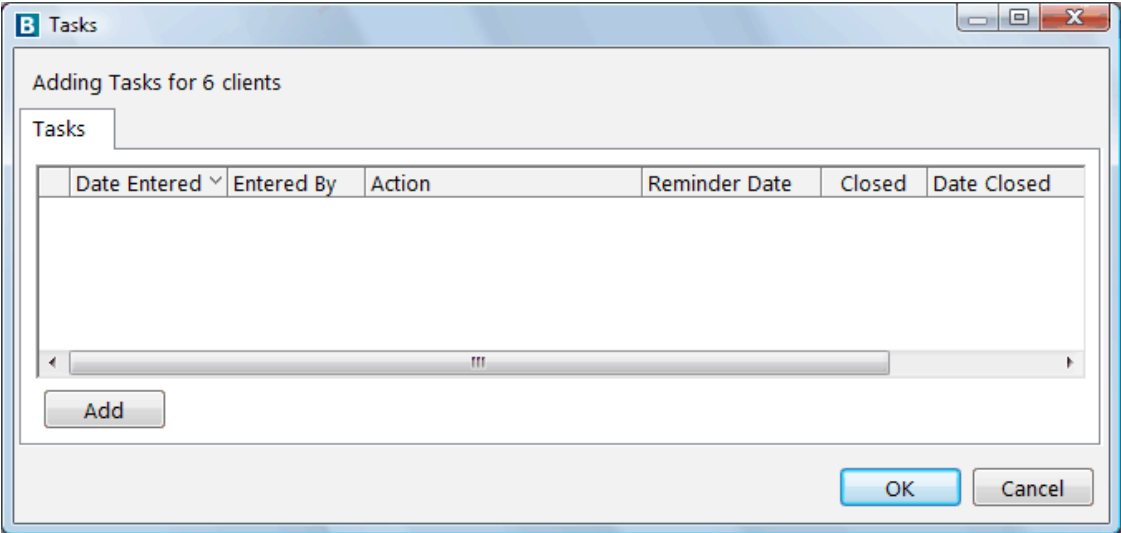 B Tasks
Adding Tasks for 6 clients
Tasks
Date Entered Entered By Action Reminder Date Closed Date Closed
Add
OK Cancel